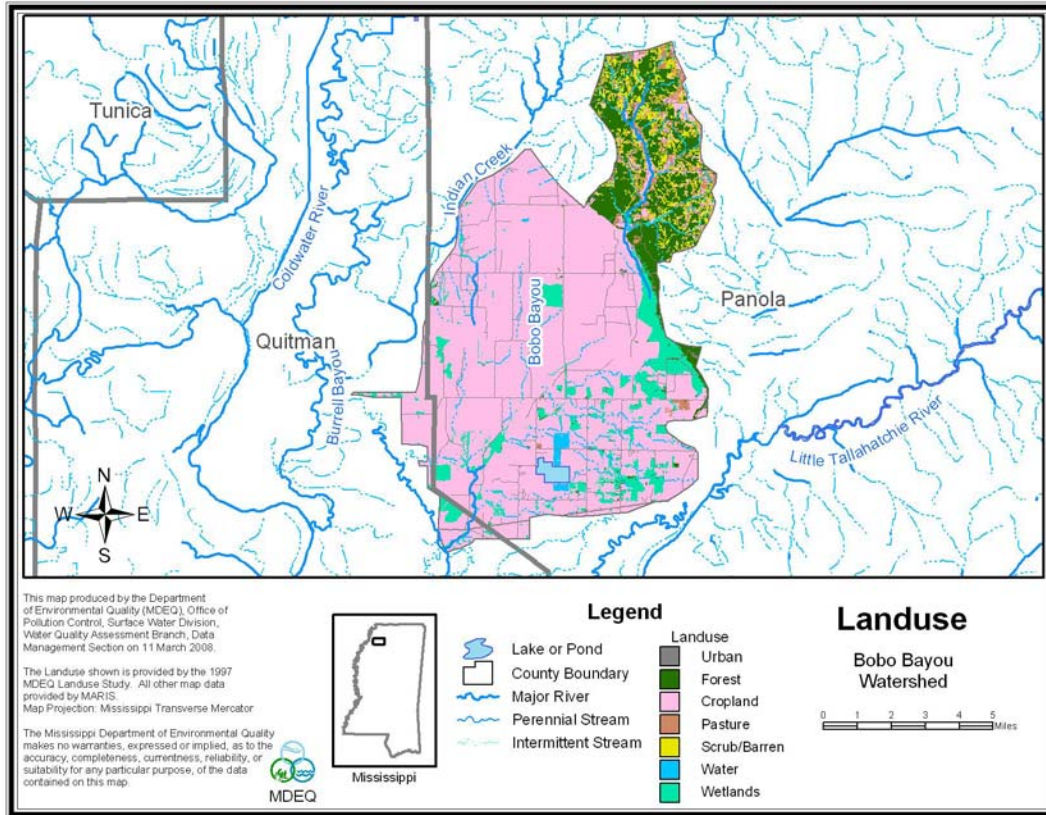 Tunica
Coldwater River
Indian Creek
Quitman
Burrell Bayou
Bobo Bayou
Panola
Little Tallahatchie River
N
W E
S
This map produced by the Department
of Environmental Quality (MDEQ), Office of
Pollution Control, Surface Water Division,
Water Quality Assessment Branch, Data
Management Section on 11 March 2008.
The Landuse shown is provided by the 1997
MDEQ Landuse Study. All other map data
provided by MARIS.
Map Projection: Mississippi Transverse Mercator
The Mississippi Department of Environmental Quality
makes no warranties, expressed or implied, as to the
accuracy, completeness, currentness, reliability, or
suitability for any particular purpose, of the data
contained on this map.
MDEQ
Mississippi
Legend
Lake or Pond
County Boundary
Major River
Perennial Stream
Intermittent Stream
Landuse
Urban
Forest
Cropland
Pasture
Scrub/Barren
Water
Wetlands
Landuse
Bobo Bayou
Watershed
0 1 2 3 4 5
Miles